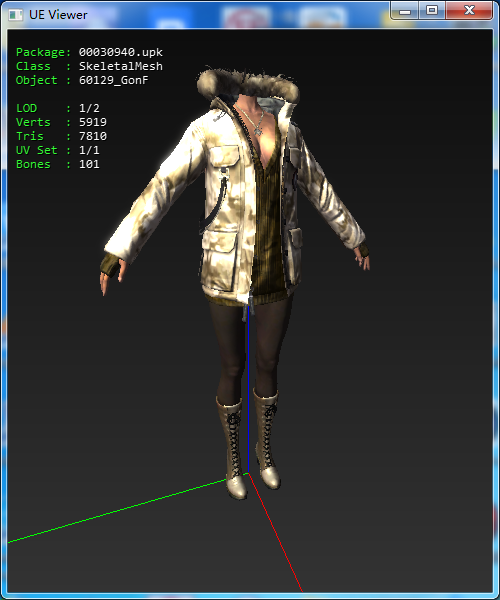 UE Viewer
Package: 00030940.upk
Class : SkeletalMesh
Object : 60129_GonF
LOD : 1/2
Verts : 5919
Tris : 7810
UV Set : 1/1
Bones : 101